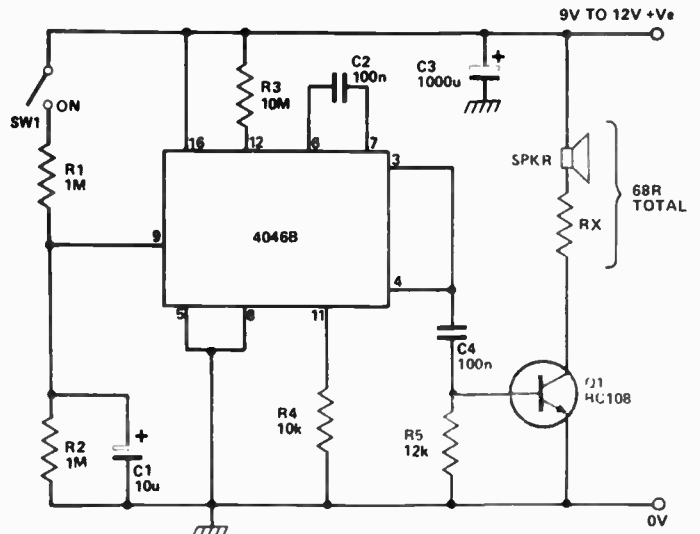 9V TO 12V +Ve
SW1
ON
R1
1M
R3
10M
C2
100n
C3
1000u
+
SPKR
RX
68R
TOTAL
16
12
6
7
3
9
4046B
4
5
8
11
C4
100n
Q1
BC108
R2
1M
+
C1
10u
R4
10k
R5
12k
0V